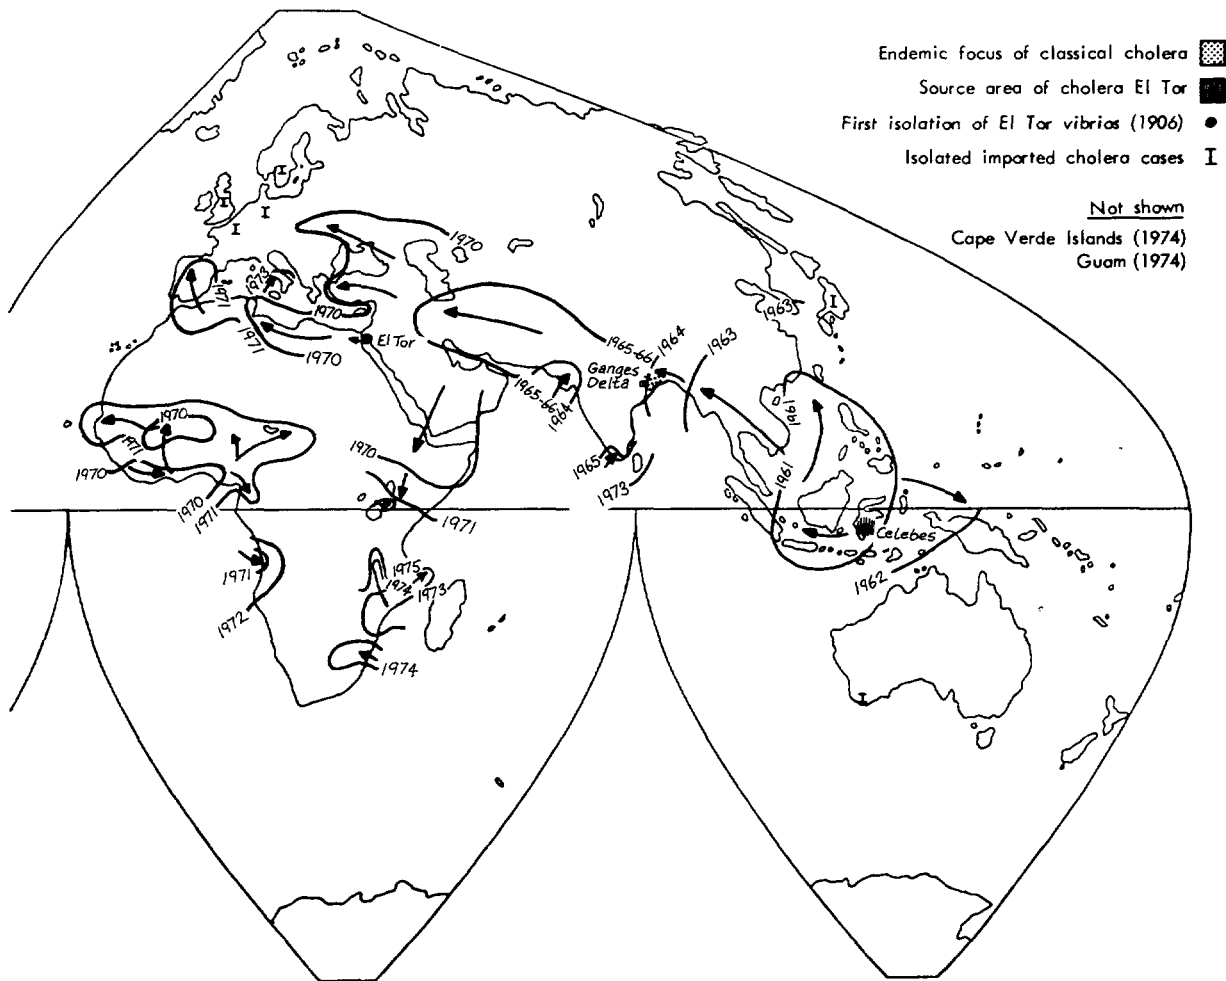 Endemic focus of classical cholera
Source area of cholera El Tor
First isolation of El Tor vibrios (1906)
Isolated imported cholera cases I
Not shown
Cape Verde Islands (1974)
Guam (1974)
I
I
I
I
1970
1973
1971
1970
1971
1970
El Tor
I
1963
1965-661
1964
1963
Ganges
Delta
1965-66
1964
1961
1970
1971
1970
1970
1971
1970
1965
1973
1961
1971
Celebes
1962
1971
1972
1975
1974
1973
1974
I